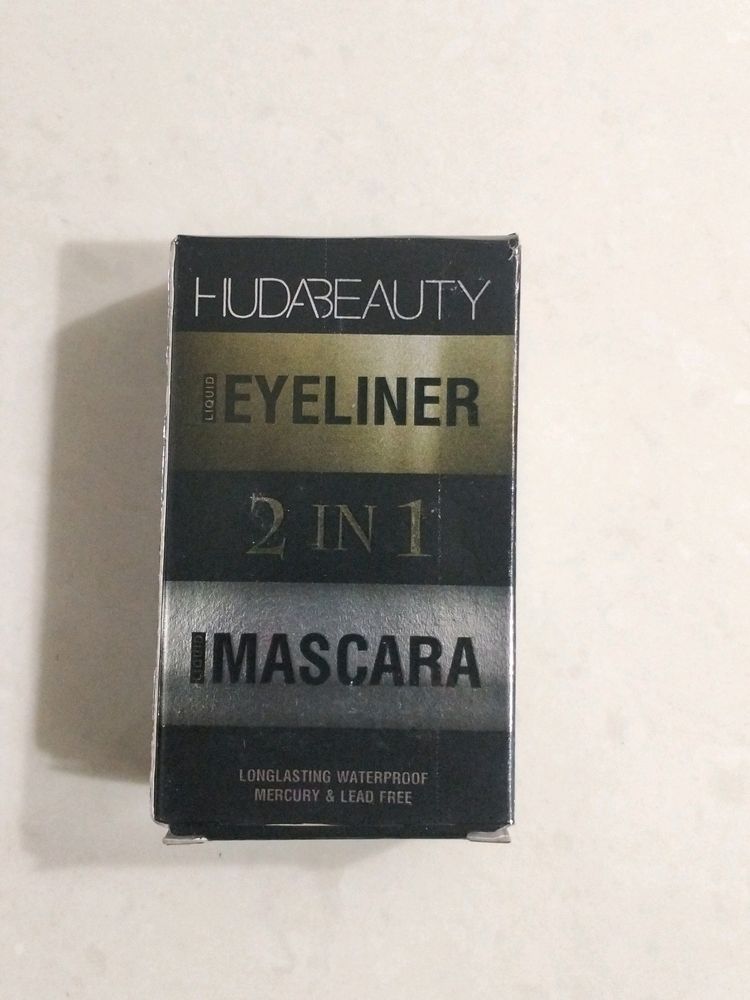 HUDABEAUTY
LIQUID EYELINER
2 IN 1
LIQUID MASCARA
LONGLASTING WATERPROOF
MERCURY & LEAD FREE